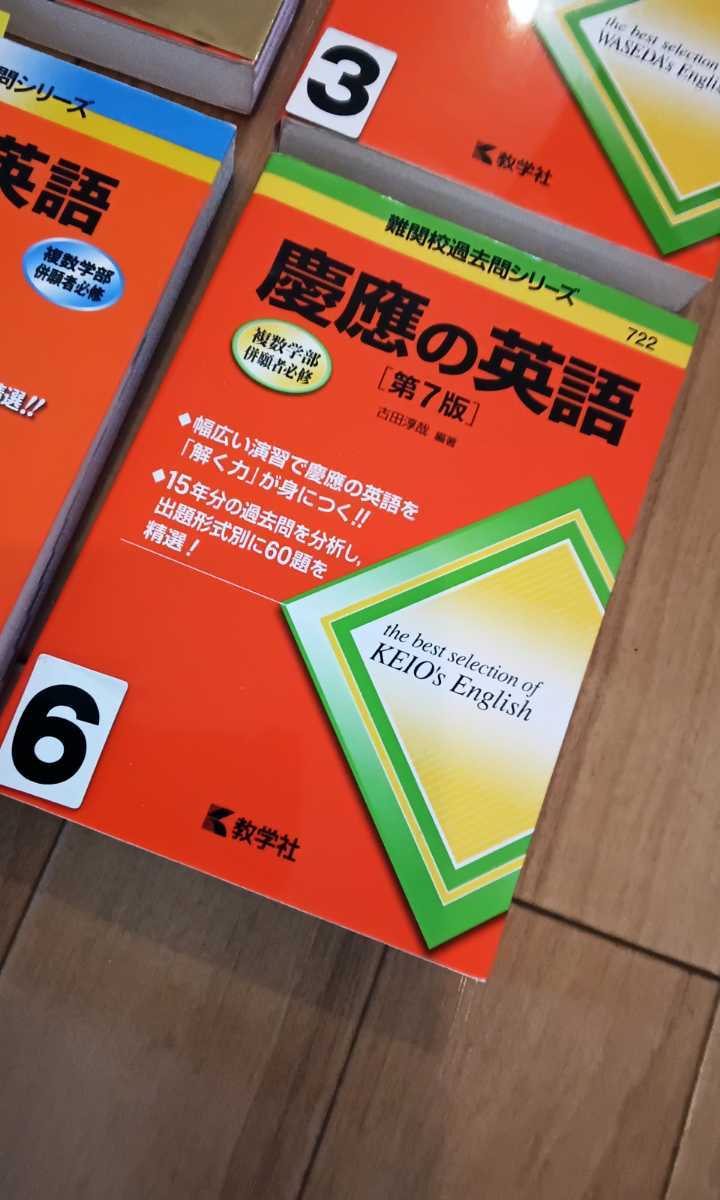 3
the best selection
WASEDA's
教学社
問シリーズ
英語
複数学部
併願者必修
選!!
難関校過去問シリーズ
722
慶應の英語
複数学部
併願者必修
[第7版]
古田淳哉 編著
◆幅広い演習で慶應の英語を
「解く力」が身につく!!
◆15年分の過去問を分析し,
出題形式別に60題を
精選!
the best selection of
KEIO's English
6
教学社